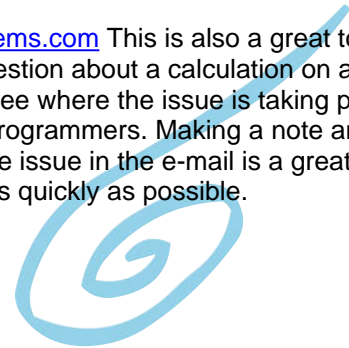 ems.com This is also a great to
estion about a calculation on a
ee where the issue is taking p
rogrammers. Making a note an
e issue in the e-mail is a great
s quickly as possible.